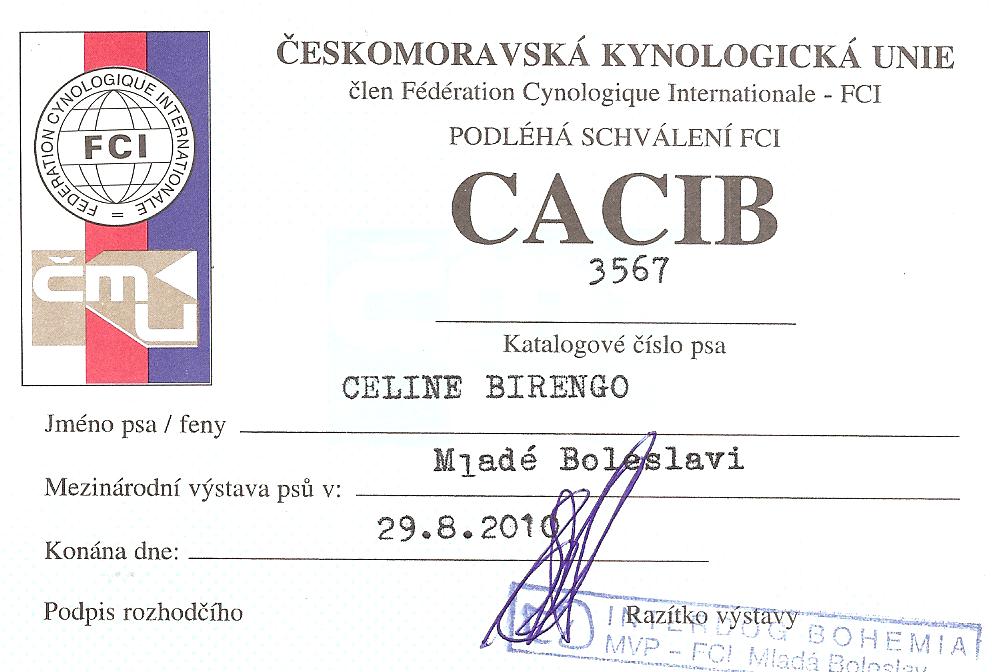 ČESKOMORAVSKÁ KYNOLOGICKÁ UNIE
člen Fédération Cynologique Internationale - FCI
PODLÉHÁ SCHVÁLENÍ FCI
CACIB
3567
Katalogové číslo psa
FEDERATION CYNOLOGIQUE INTERNATIONALE =
FCI
čmku
CELINE BIRENGO
Jméno psa / feny
Mladé Boleslavi
Mezinárodní výstava psů v:
29.8.2010
Konána dne:
Podpis rozhodčího
Razítko výstavy
INTERDOG BOHEMIA
MVP - FCI Mladá Boleslav